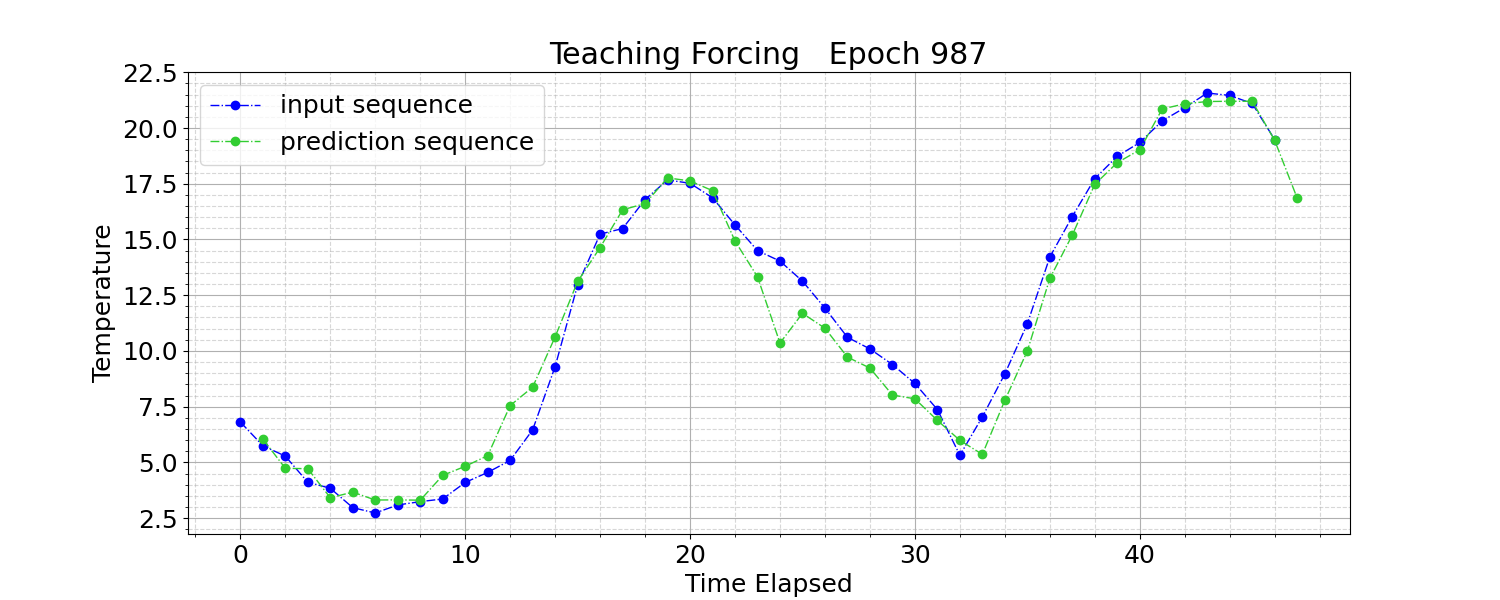 Teaching Forcing   Epoch 987
input sequence
prediction sequence
22.5
20.0
17.5
15.0
12.5
10.0
7.5
5.0
2.5
Temperature
0 10 20 30 40
Time Elapsed